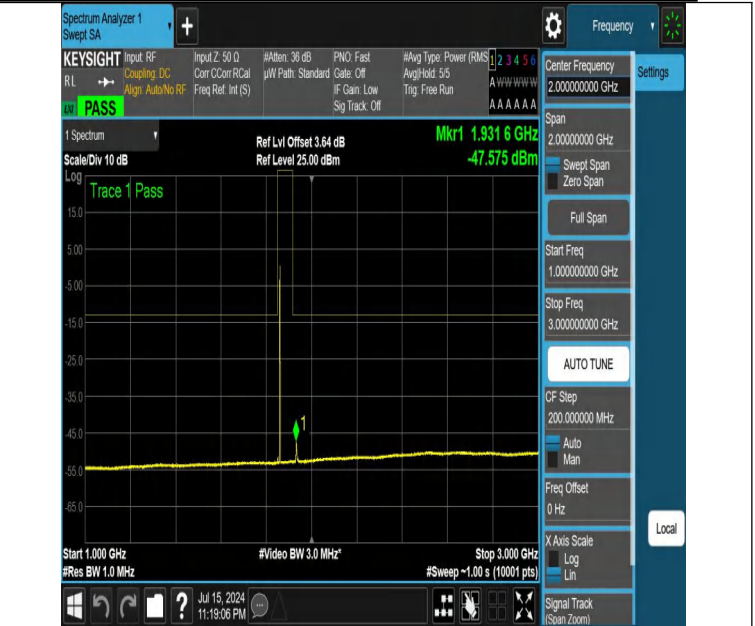 Spectrum Analyzer 1
Swept SA
Frequency
KEYSIGHT
RL
PASS
Input: RF
Coupling: DC
Align: Auto/No RF
Input Z: 50 Ω
Corr CCorr RCal
Freq Ref: Int (S)
#Atten: 36 dB
µW Path: Standard
PNO: Fast
Gate: Off
IF Gain: Low
Sig Track: Off
#Avg Type: Power (RMS
Avg|Hold: 5/5
Trig: Free Run
1 2 3 4 5 6
A W W W W W
A A A A A A
1 Spectrum
Scale/Div 10 dB
Ref Lvl Offset 3.64 dB
Ref Level 25.00 dBm
Mkr1 1.931 6 GHz
-47.575 dBm
Log
Trace 1 Pass
15.0
5.00
-5.00
-15.0
-25.0
-35.0
-45.0
-55.0
-65.0
1
Start 1.000 GHz
#Res BW 1.0 MHz
#Video BW 3.0 MHz*
Stop 3.000 GHz
#Sweep ~1.00 s (10001 pts)
Center Frequency
2.000000000 GHz
Settings
Span
2.00000000 GHz
Swept Span
Zero Span
Full Span
Start Freq
1.000000000 GHz
Stop Freq
3.000000000 GHz
AUTO TUNE
CF Step
200.000000 MHz
Auto
Man
Freq Offset
0 Hz
X Axis Scale
Log
Lin
Local
Signal Track
(Span Zoom)
?
Jul 15, 2024
11:19:06 PM